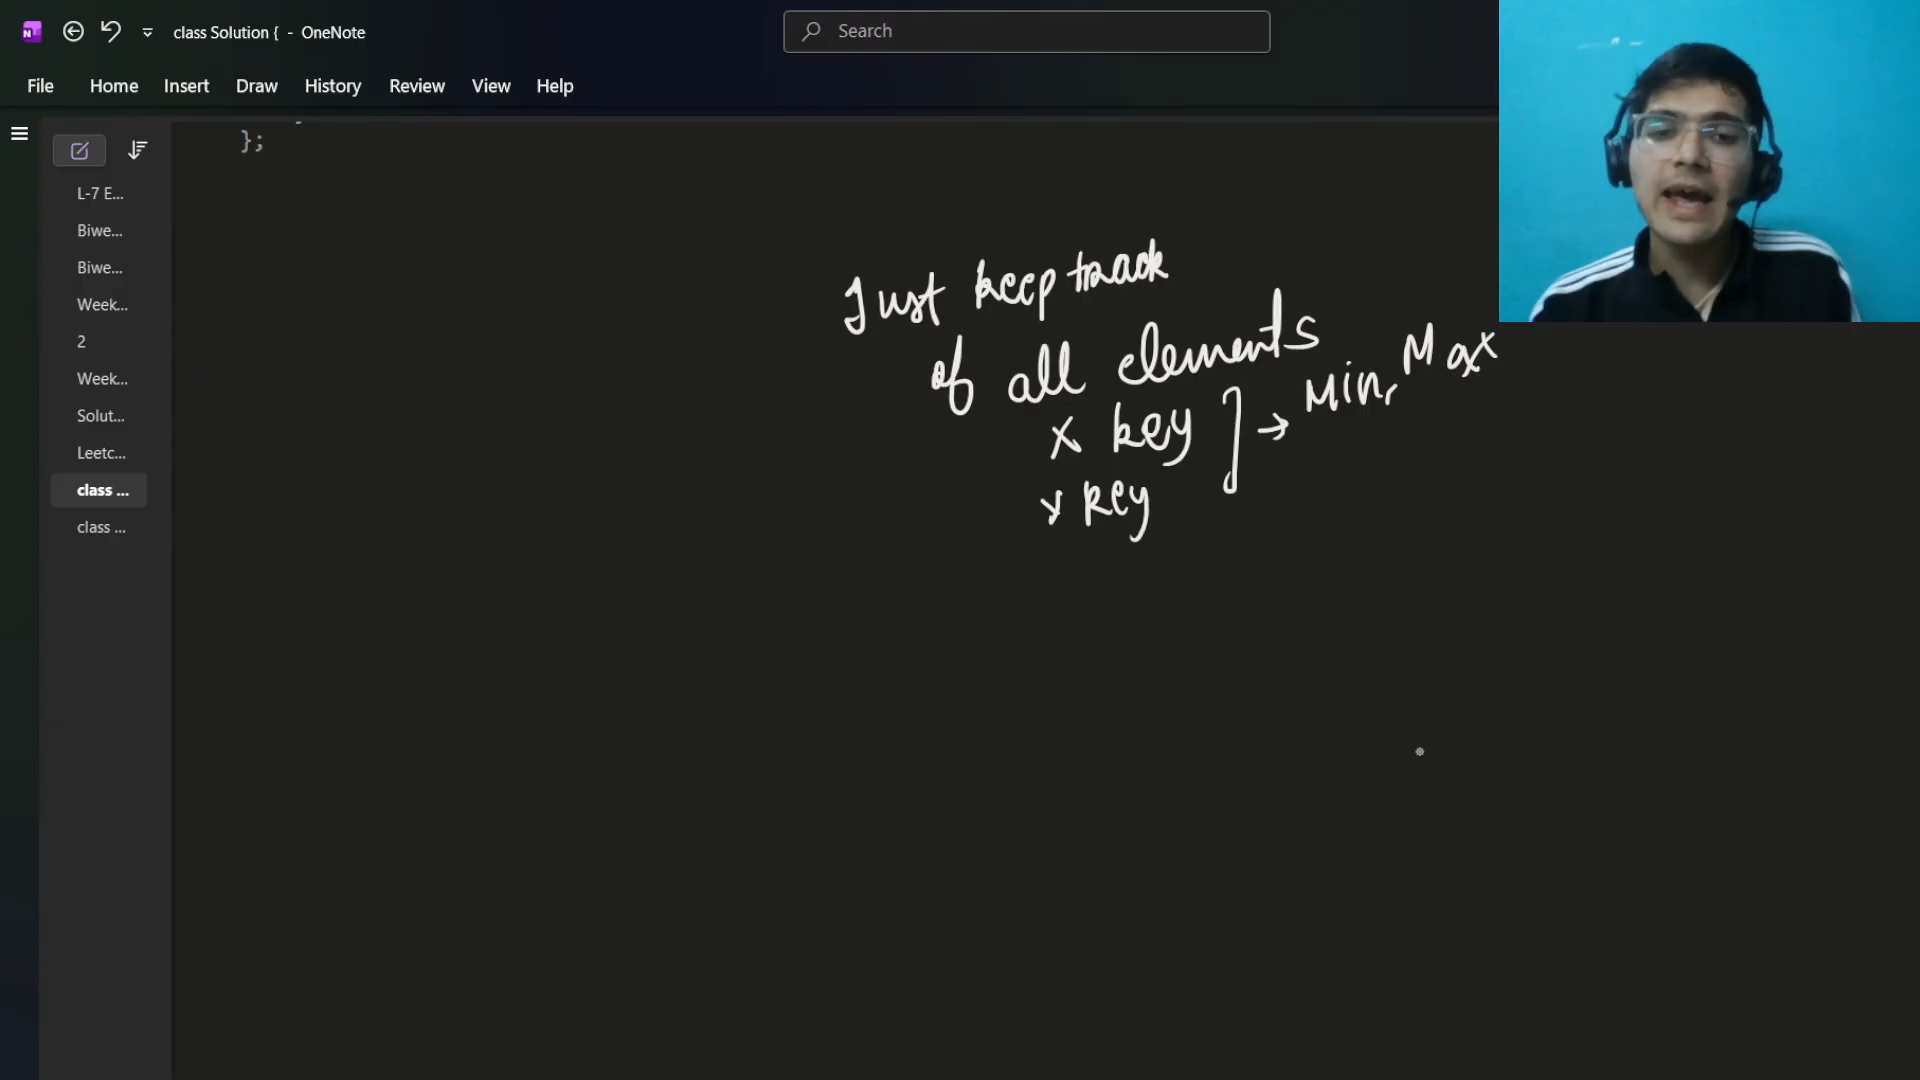 class Solution { - OneNote
Search
File Home Insert Draw History Review View Help
};
L-7 E...
Biwe...
Biwe...
Week...
2
Week...
Solut...
Leetc...
class ...
class ...
Just keep track
of all elements
x key ] → Min, Max
y key